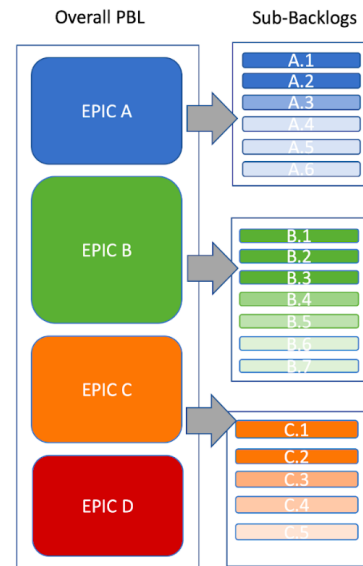 Overall PBL
Sub-Backlogs
EPIC A
A.1
A.2
A.3
A.4
A.5
A.6
EPIC B
B.1
B.2
B.3
B.4
B.5
B.6
B.7
EPIC C
C.1
C.2
C.3
C.4
C.5
EPIC D